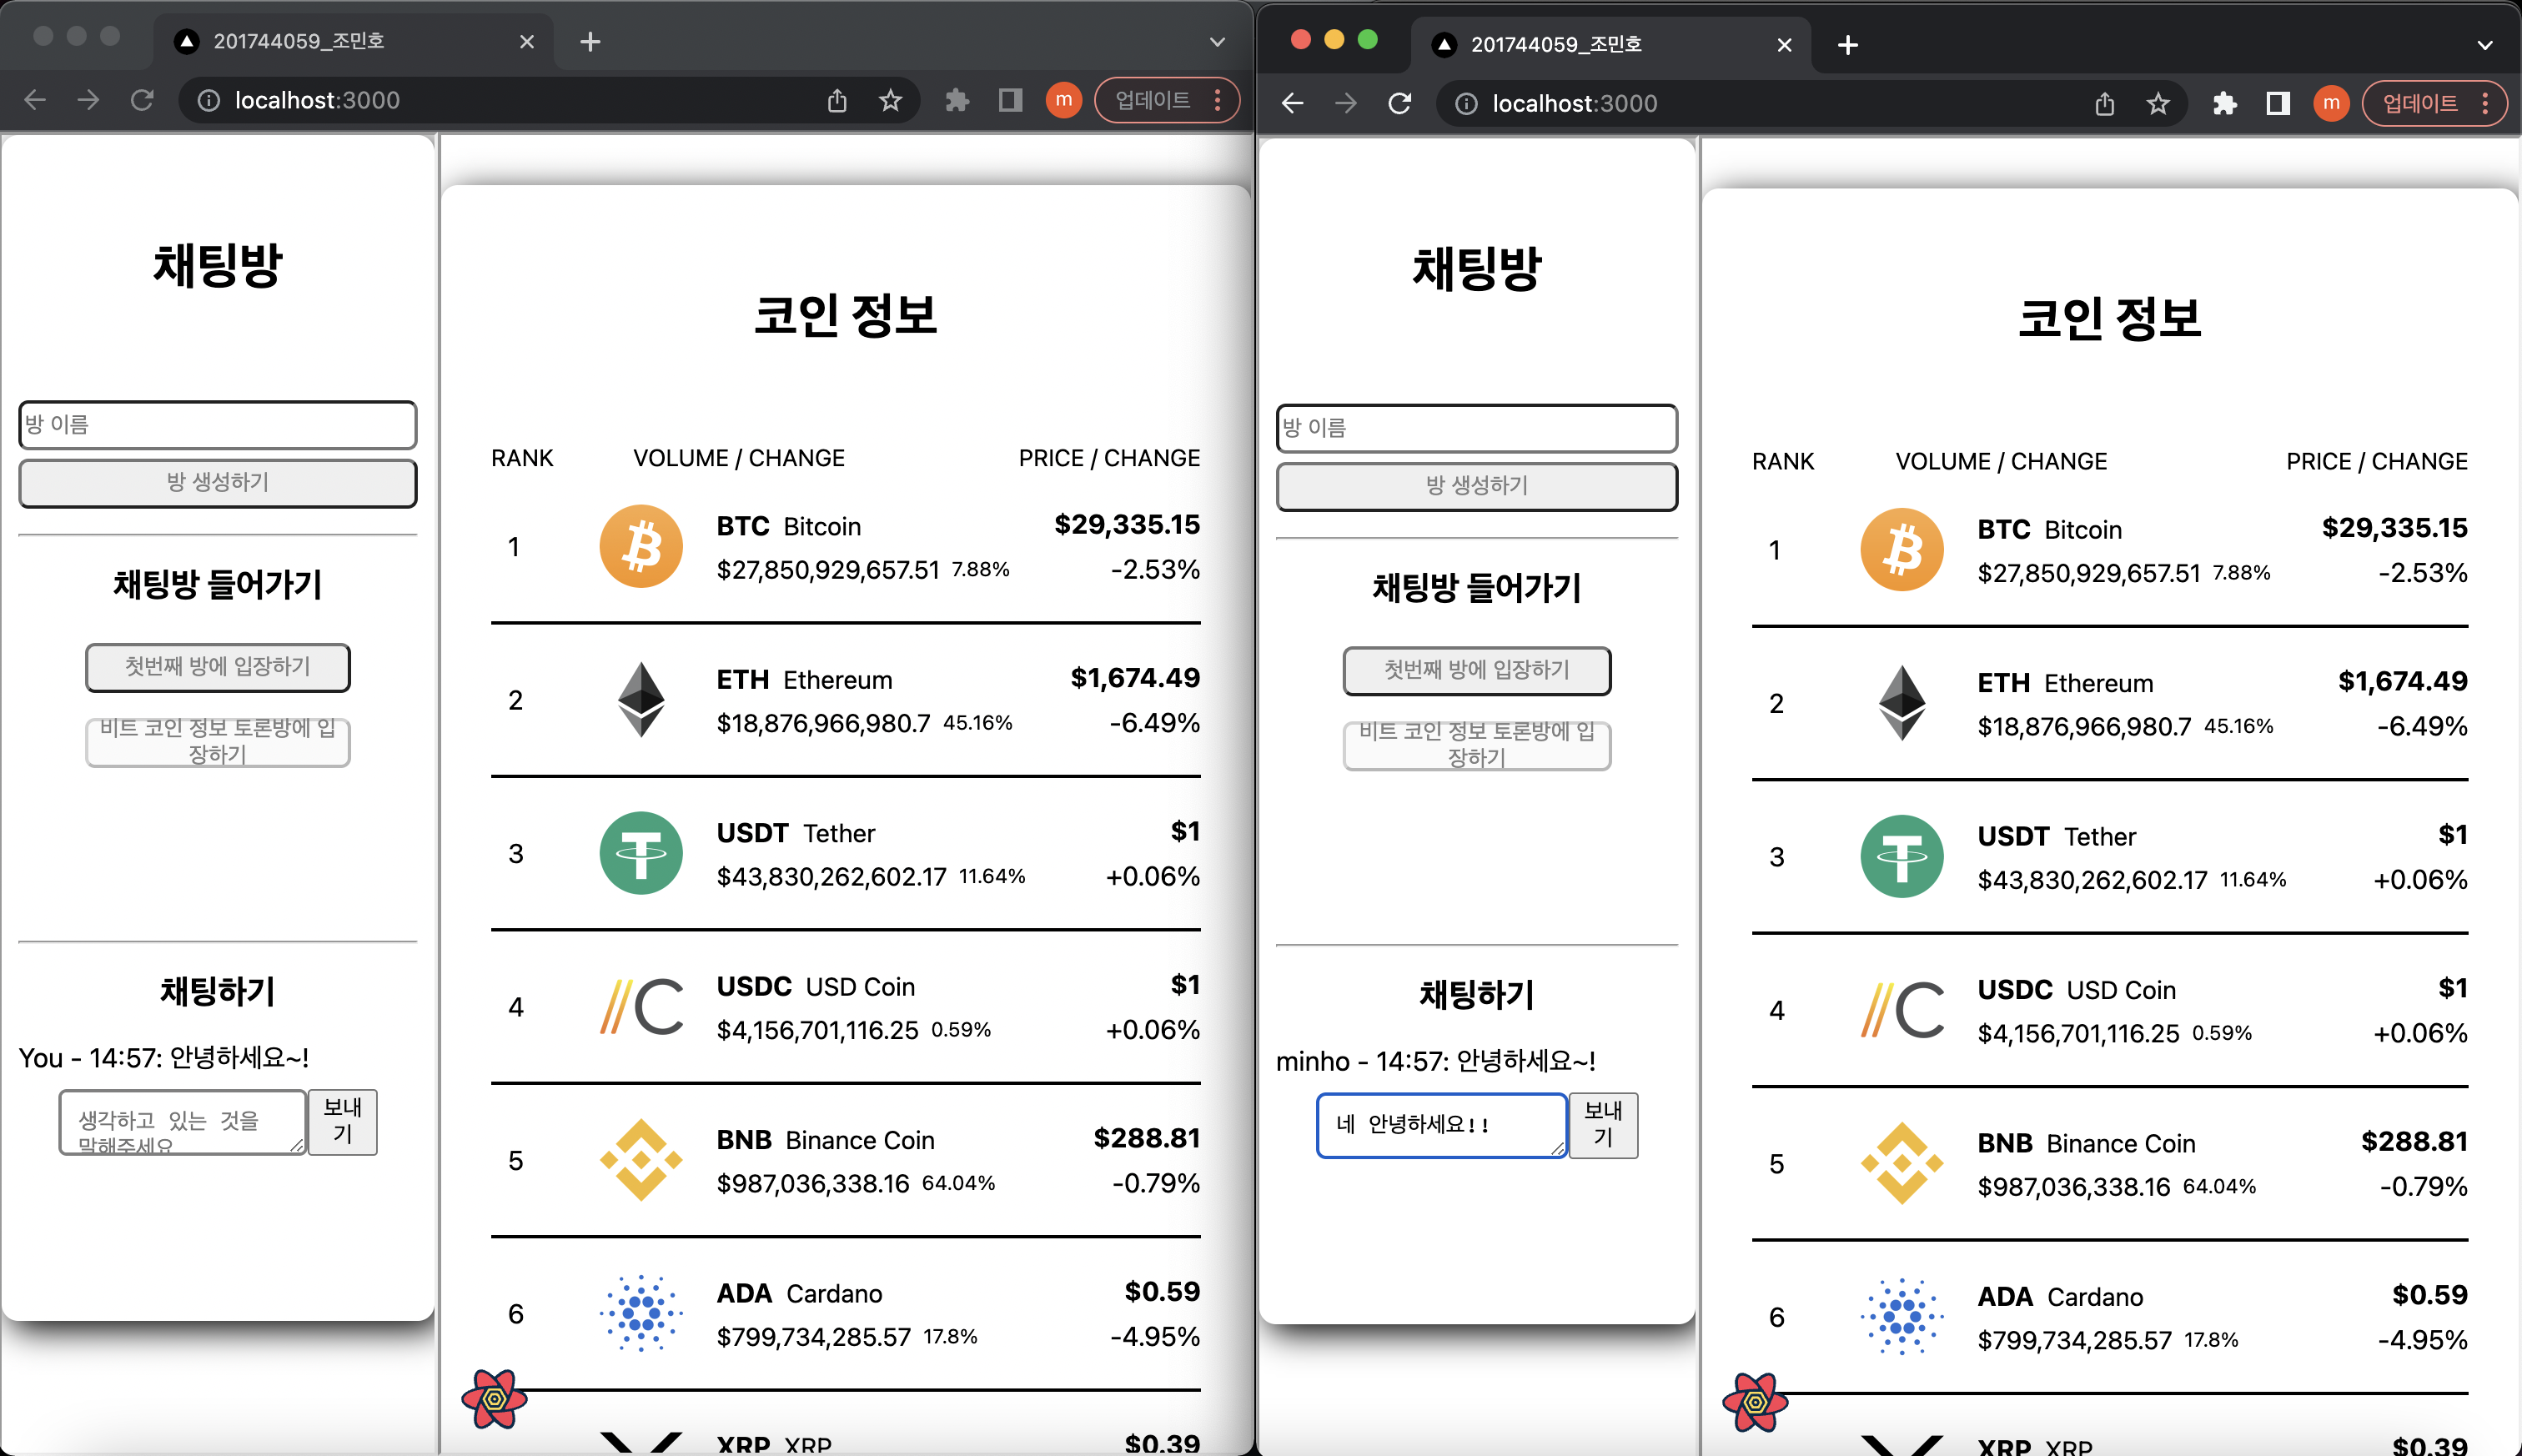 201744059_조민호
localhost:3000
m
업데이트
채팅방
방 이름
방 생성하기
채팅방 들어가기
첫번째 방에 입장하기
비트 코인 정보 토론방에 입
장하기
채팅하기
You - 14:57: 안녕하세요~!
생각하고 있는 것을
말해주세요
보내
기
코인 정보
RANK VOLUME / CHANGE PRICE / CHANGE
1 BTC Bitcoin $29,335.15
$27,850,929,657.51 7.88% -2.53%
2 ETH Ethereum $1,674.49
$18,876,966,980.7 45.16% -6.49%
3 USDT Tether $1
$43,830,262,602.17 11.64% +0.06%
4 USDC USD Coin $1
$4,156,701,116.25 0.59% +0.06%
5 BNB Binance Coin $288.81
$987,036,338.16 64.04% -0.79%
6 ADA Cardano $0.59
$799,734,285.57 17.8% -4.95%
XRP XRP $0.39
201744059_조민호
localhost:3000
m
업데이트
채팅방
방 이름
방 생성하기
채팅방 들어가기
첫번째 방에 입장하기
비트 코인 정보 토론방에 입
장하기
채팅하기
minho - 14:57: 안녕하세요~!
네 안녕하세요!!
보내
기
코인 정보
RANK VOLUME / CHANGE PRICE / CHANGE
1 BTC Bitcoin $29,335.15
$27,850,929,657.51 7.88% -2.53%
2 ETH Ethereum $1,674.49
$18,876,966,980.7 45.16% -6.49%
3 USDT Tether $1
$43,830,262,602.17 11.64% +0.06%
4 USDC USD Coin $1
$4,156,701,116.25 0.59% +0.06%
5 BNB Binance Coin $288.81
$987,036,338.16 64.04% -0.79%
6 ADA Cardano $0.59
$799,734,285.57 17.8% -4.95%
XRP XRP $0.39